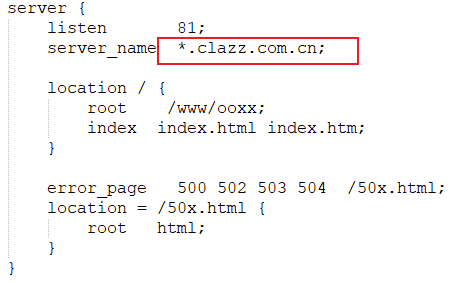 server {
    listen       81;
    server_name  *.clazz.com.cn;
    location / {
        root    /www/ooxx;
        index  index.html index.htm;
    }
    error_page   500 502 503 504  /50x.html;
    location = /50x.html {
        root   html;
    }
}